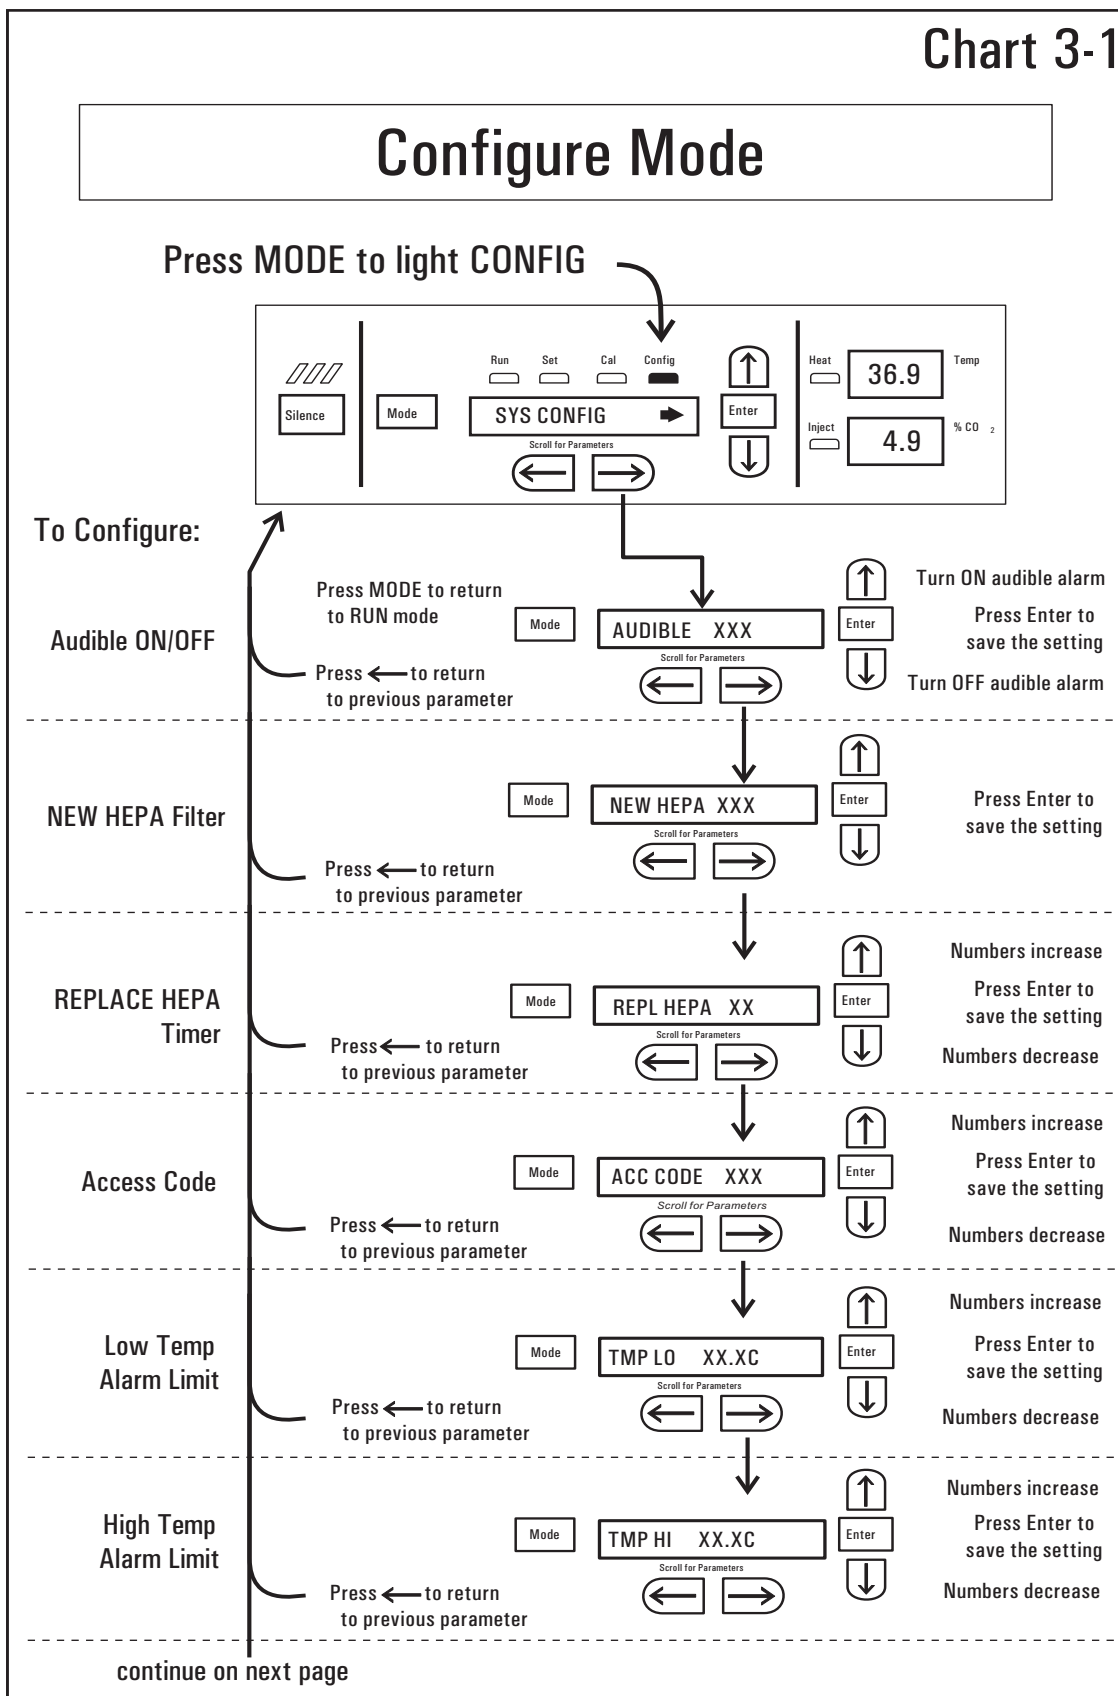 Chart 3-1
Configure Mode
Press MODE to light CONFIG
Run Set Cal Config
Silence
Mode
SYS CONFIG
Scroll for Parameters
Enter
Heat 36.9 Temp
Inject 4.9 % CO 2
To Configure:
Audible ON/OFF
Press MODE to return
to RUN mode
Press ← to return
to previous parameter
Mode
AUDIBLE XXX
Scroll for Parameters
Enter
Turn ON audible alarm
Press Enter to
save the setting
Turn OFF audible alarm
NEW HEPA Filter
Press ← to return
to previous parameter
Mode
NEW HEPA XXX
Scroll for Parameters
Enter
Press Enter to
save the setting
REPLACE HEPA
Timer
Press ← to return
to previous parameter
Mode
REPL HEPA XX
Scroll for Parameters
Enter
Numbers increase
Press Enter to
save the setting
Numbers decrease
Access Code
Press ← to return
to previous parameter
Mode
ACC CODE XXX
Scroll for Parameters
Enter
Numbers increase
Press Enter to
save the setting
Numbers decrease
Low Temp
Alarm Limit
Press ← to return
to previous parameter
Mode
TMP LO XX.XC
Scroll for Parameters
Enter
Numbers increase
Press Enter to
save the setting
Numbers decrease
High Temp
Alarm Limit
Press ← to return
to previous parameter
Mode
TMP HI XX.XC
Scroll for Parameters
Enter
Numbers increase
Press Enter to
save the setting
Numbers decrease
continue on next page